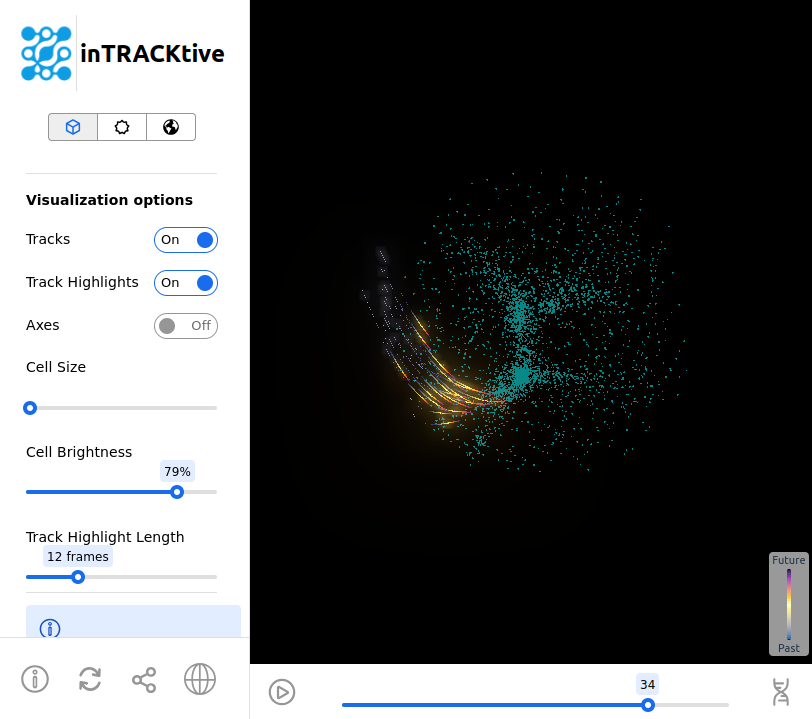 inTRACKtive
Visualization options
Tracks
On
Track Highlights
On
Axes
Off
Cell Size
Cell Brightness
79%
Track Highlight Length
12 frames
Future
Past
34